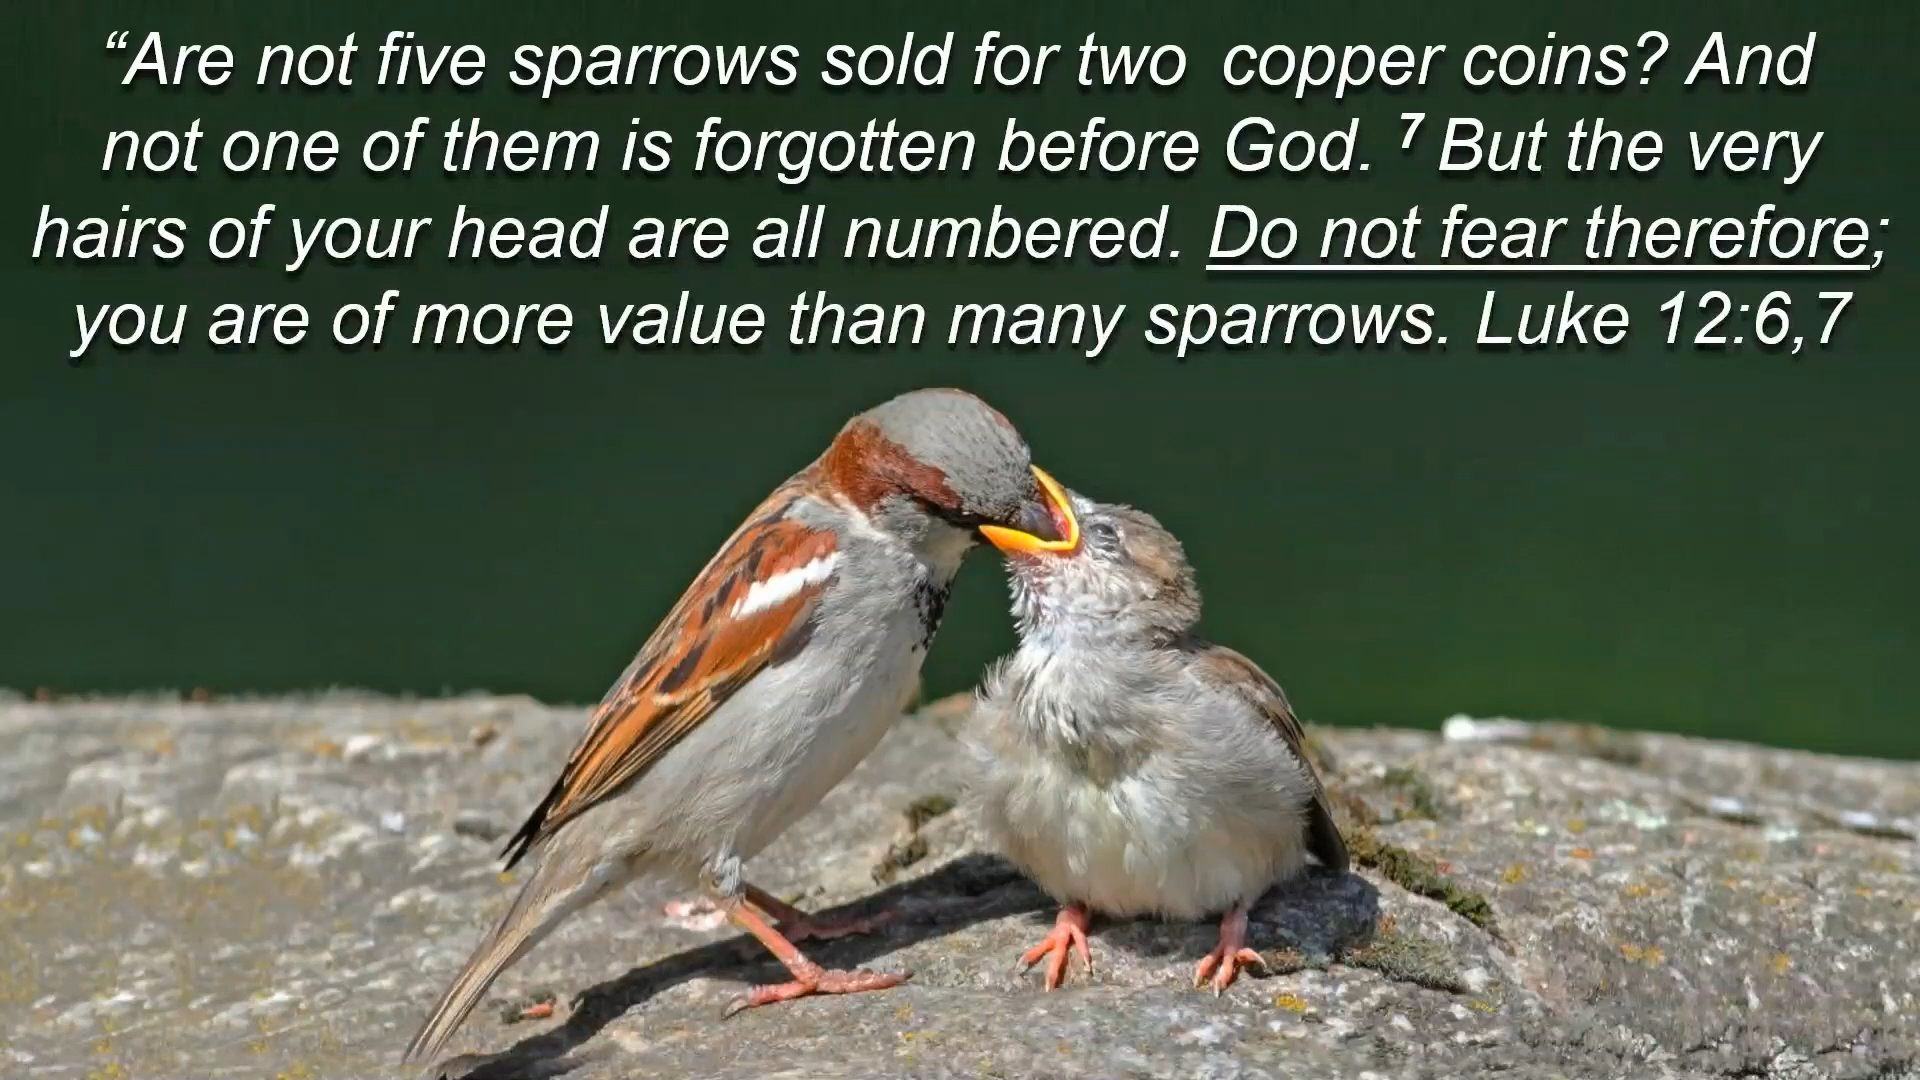 “Are not five sparrows sold for two copper coins? And
not one of them is forgotten before God. ⁷ But the very
hairs of your head are all numbered. Do not fear therefore;
you are of more value than many sparrows. Luke 12:6,7